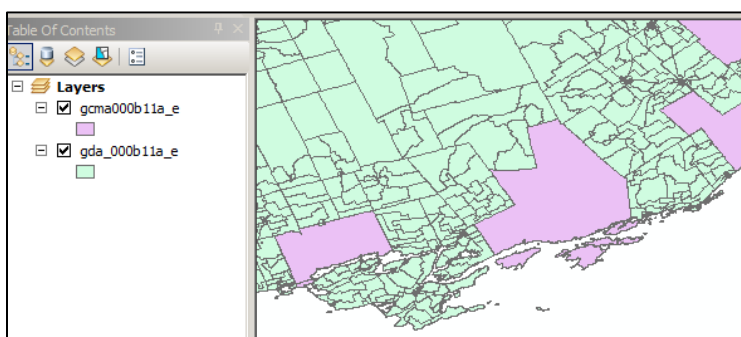 Table Of Contents
Layers
gcma000b11a_e
gda_000b11a_e